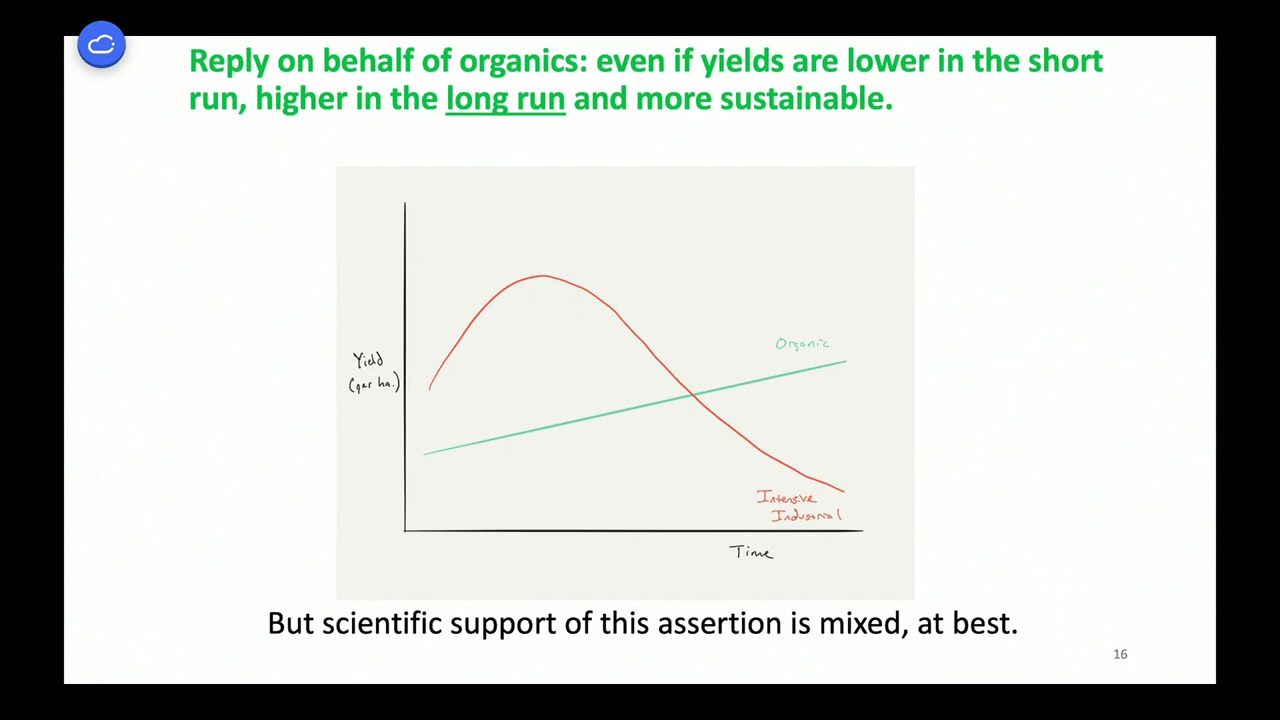 Reply on behalf of organics: even if yields are lower in the short
run, higher in the long run and more sustainable.
Organic
Yield
(per ha.)
Intensive
Industrial
Time
But scientific support of this assertion is mixed, at best.
16